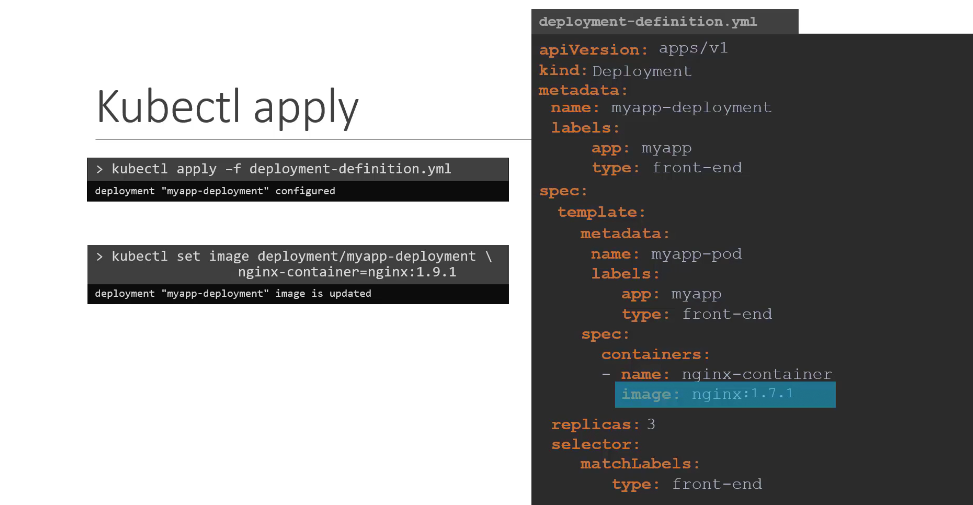 Kubectl apply
> kubectl apply –f deployment-definition.yml
deployment "myapp-deployment" configured
> kubectl set image deployment/myapp-deployment \
nginx-container=nginx:1.9.1
deployment "myapp-deployment" image is updated
deployment-definition.yml
apiVersion: apps/v1
kind: Deployment
metadata:
name: myapp-deployment
labels:
app: myapp
type: front-end
spec:
template:
metadata:
name: myapp-pod
labels:
app: myapp
type: front-end
spec:
containers:
- name: nginx-container
image: nginx:1.7.1
replicas: 3
selector:
matchLabels:
type: front-end